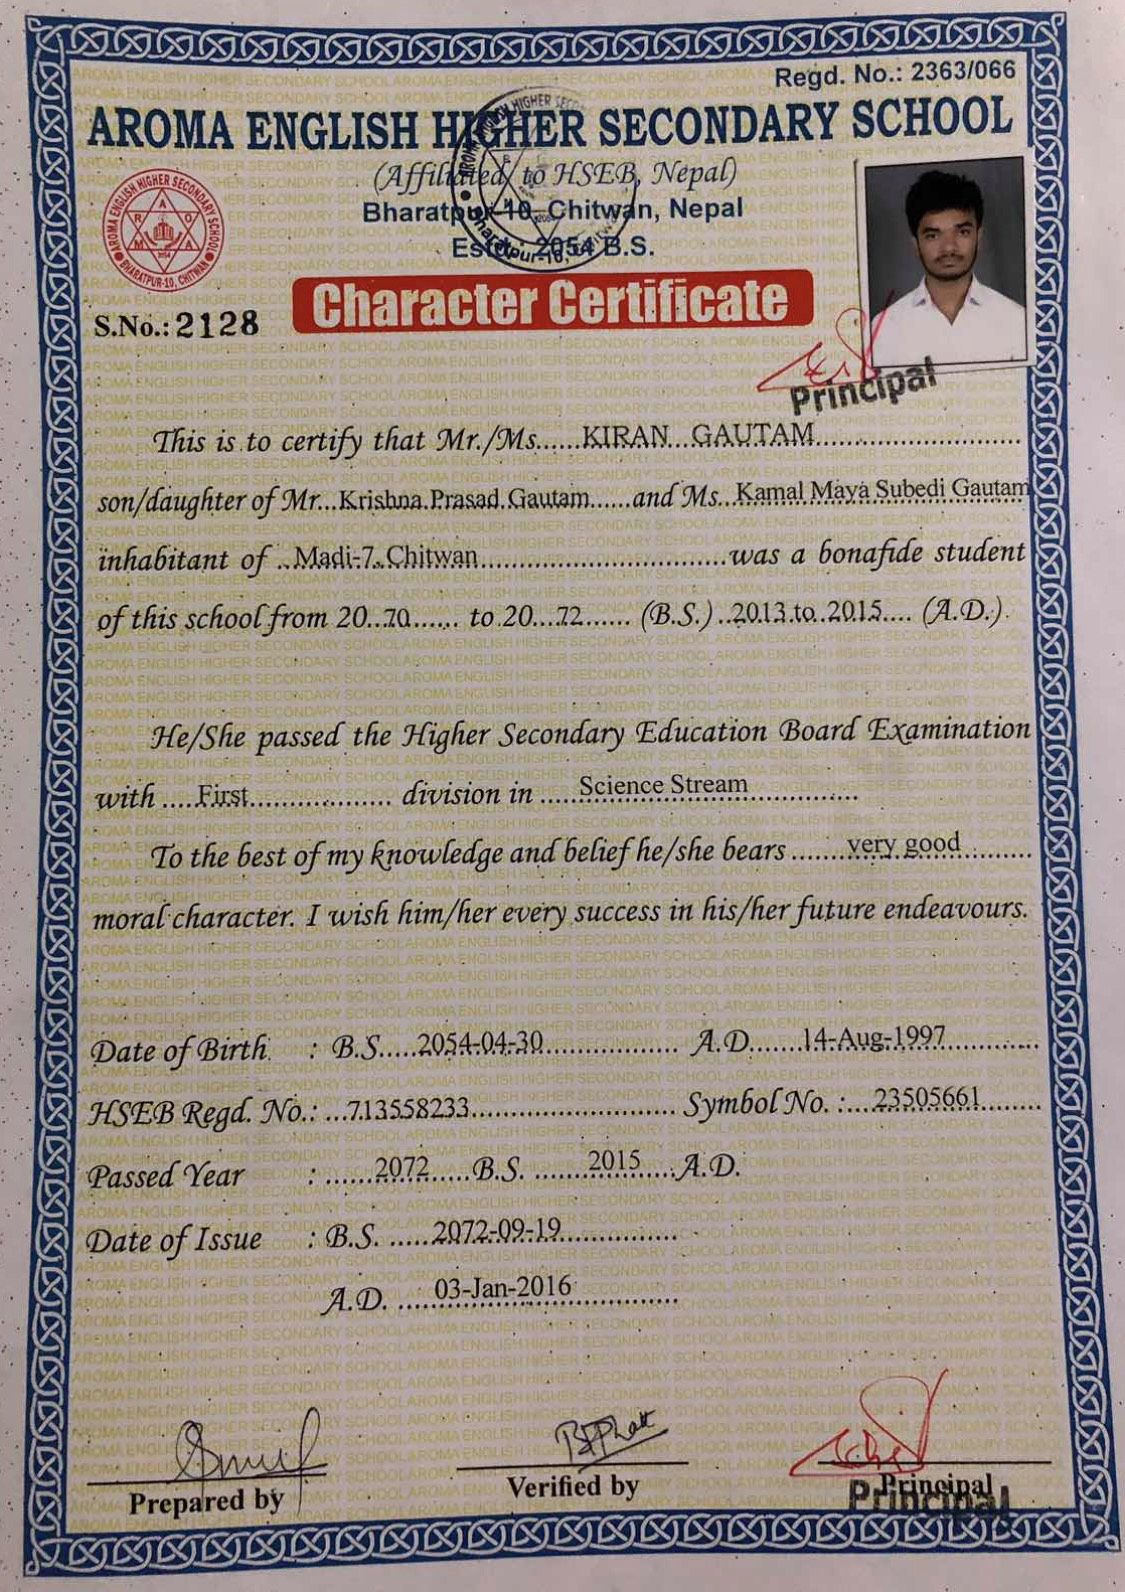 Regd. No.: 2363/066
AROMA ENGLISH HIGHER SECONDARY SCHOOL
(Affiliated to HSEB, Nepal)
Bharatpur-10, Chitwan, Nepal
Estd.: 2054 B.S.
AROMA ENGLISH HIGHER SECONDARY SCHOOL
A R O M A
2054
BHARATPUR-10, CHITWAN
Character Certificate
S.No.: 2128
Principal
This is to certify that Mr./Ms......KIRAN GAUTAM
son/daughter of Mr...Krishna Prasad Gautam......and Ms..Kamal Maya Subedi Gautam
inhabitant of ..Madi-7, Chitwan..............................was a bonafide student
of this school from 20...70...... to 20...72...... (B.S.) ..2013 to 2015.... (A.D.).
He/She passed the Higher Secondary Education Board Examination
with .....First.................. division in .....Science Stream..............
To the best of my knowledge and belief he/she bears .......very good..........
moral character. I wish him/her every success in his/her future endeavours.
Date of Birth : B.S.....2054-04-30................ A.D.......14-Aug-1997............
HSEB Regd. No.: ...713558233......................... Symbol No. :....23505661........
Passed Year : .......2072.....B.S. .......2015....A.D.
Date of Issue : B.S. .....2072-09-19..............
A.D. .....03-Jan-2016..............
Prepared by
Verified by
Principal
Principal